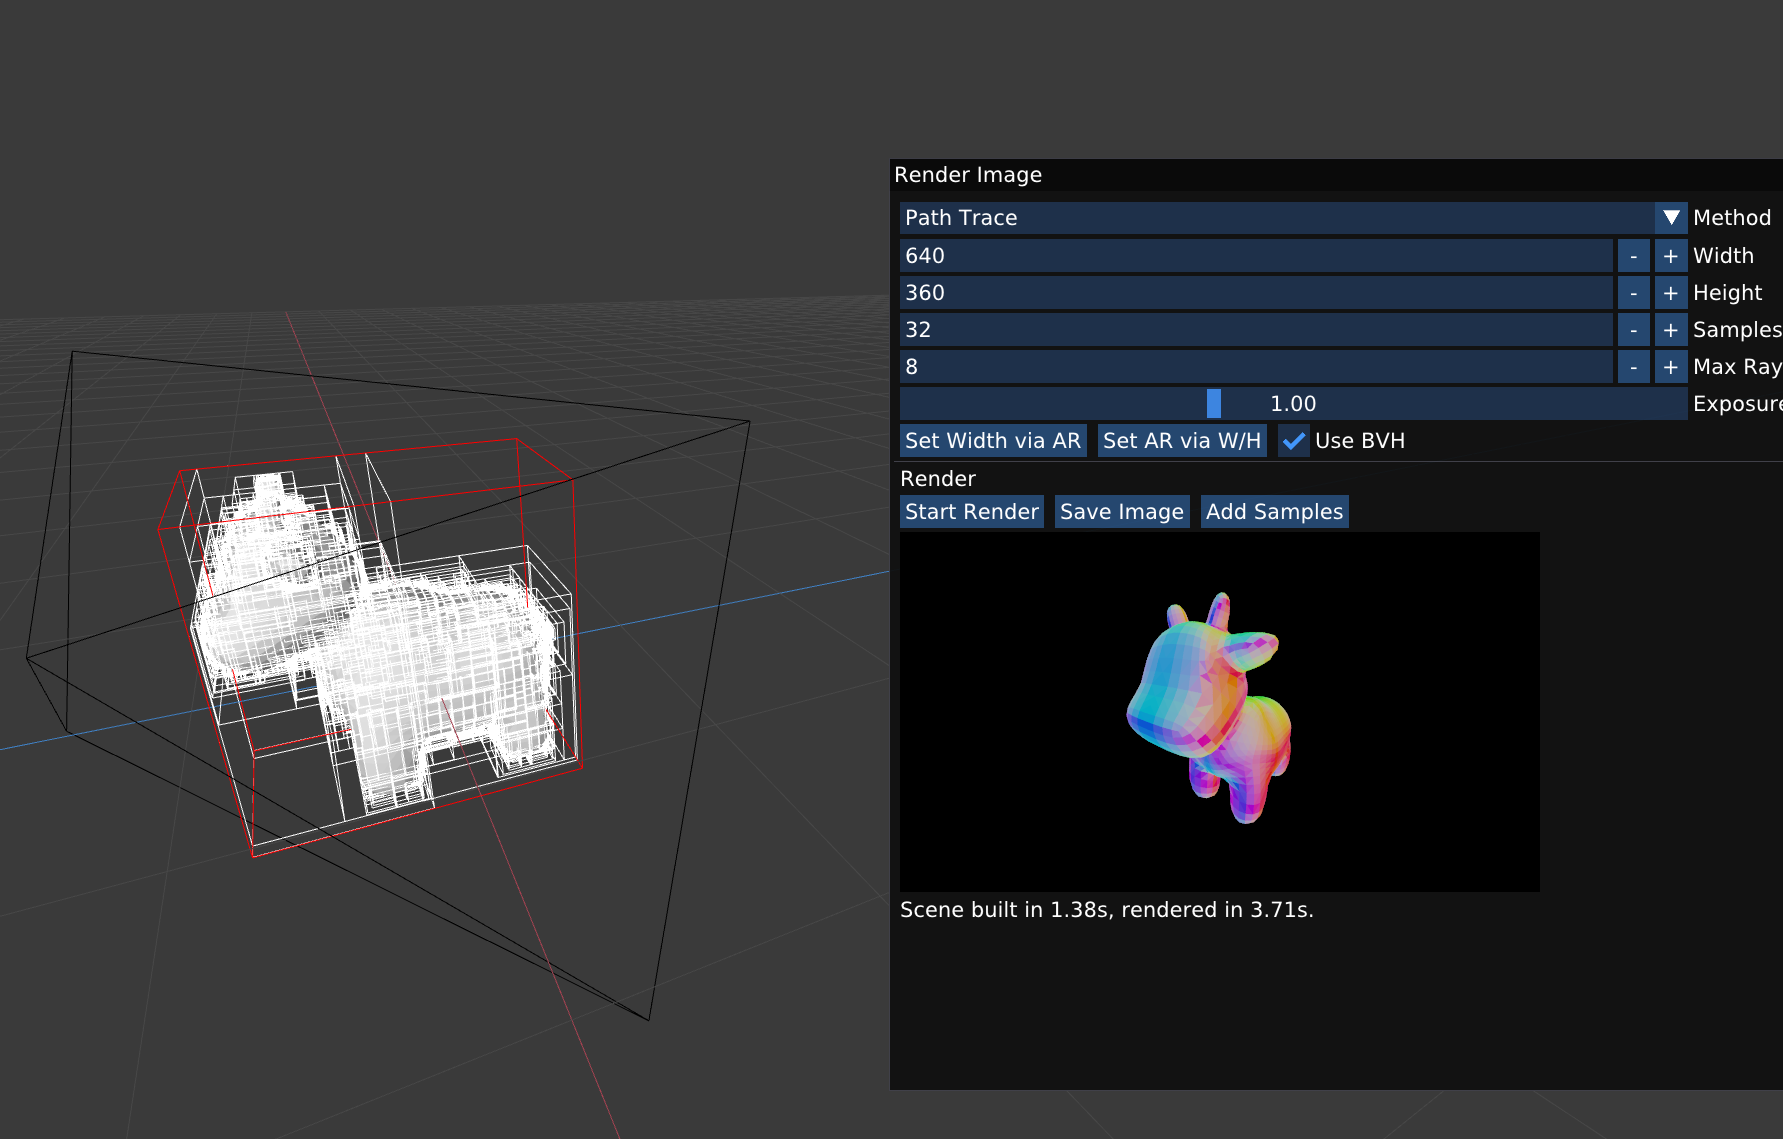 Render Image
Path Trace Method
640 - + Width
360 - + Height
32 - + Samples
8 - + Max Ray
1.00 Exposure
Set Width via AR Set AR via W/H Use BVH
Render
Start Render Save Image Add Samples
Scene built in 1.38s, rendered in 3.71s.